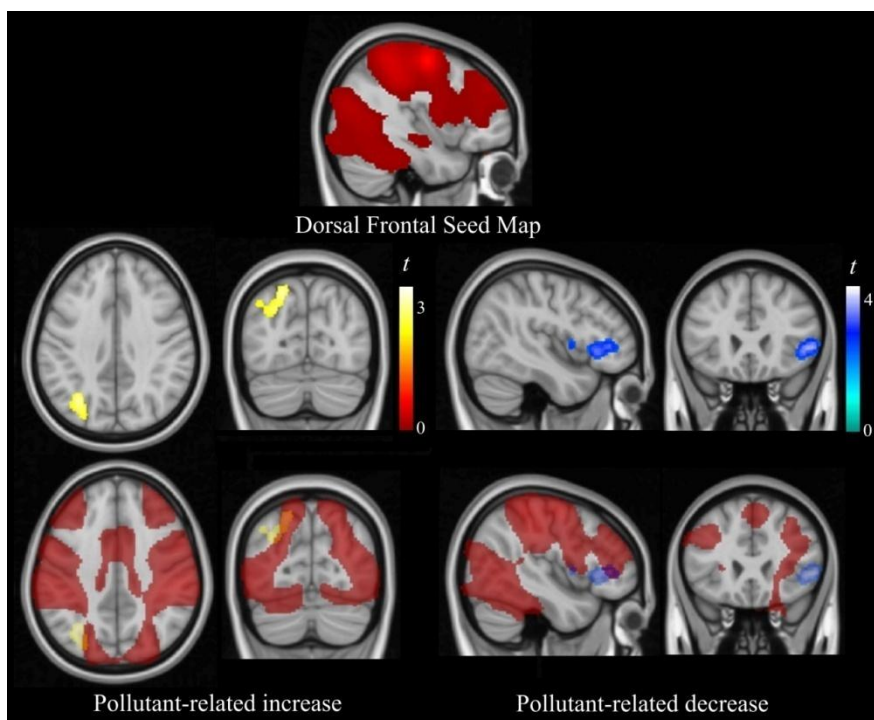 Dorsal Frontal Seed Map
t
3
0
t
4
0
Pollutant-related increase
Pollutant-related decrease